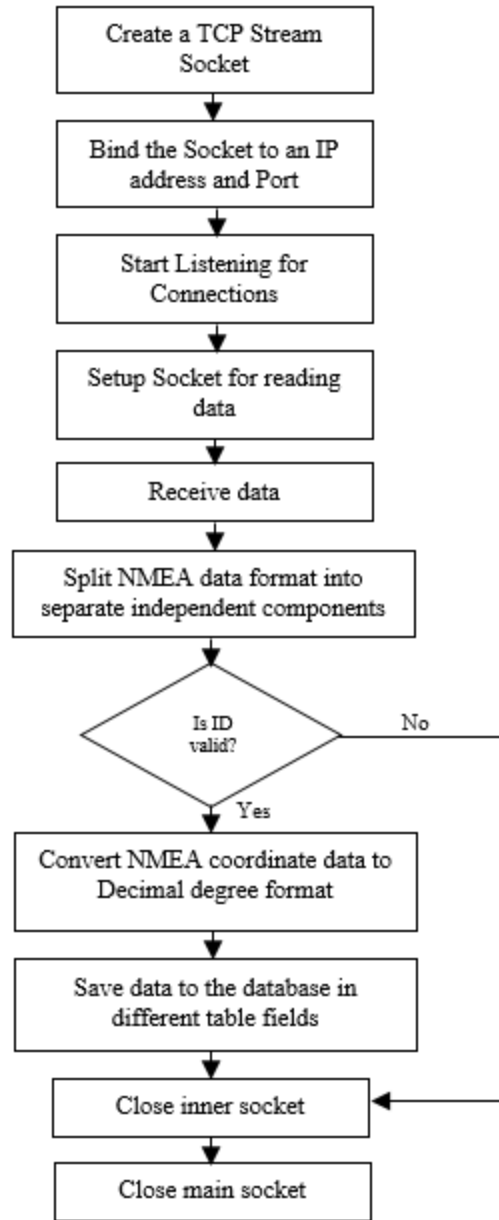 Create a TCP Stream
Socket
Bind the Socket to an IP
address and Port
Start Listening for
Connections
Setup Socket for reading
data
Receive data
Split NMEA data format into
separate independent components
Is ID
valid?
No
Yes
Convert NMEA coordinate data to
Decimal degree format
Save data to the database in
different table fields
Close inner socket
Close main socket